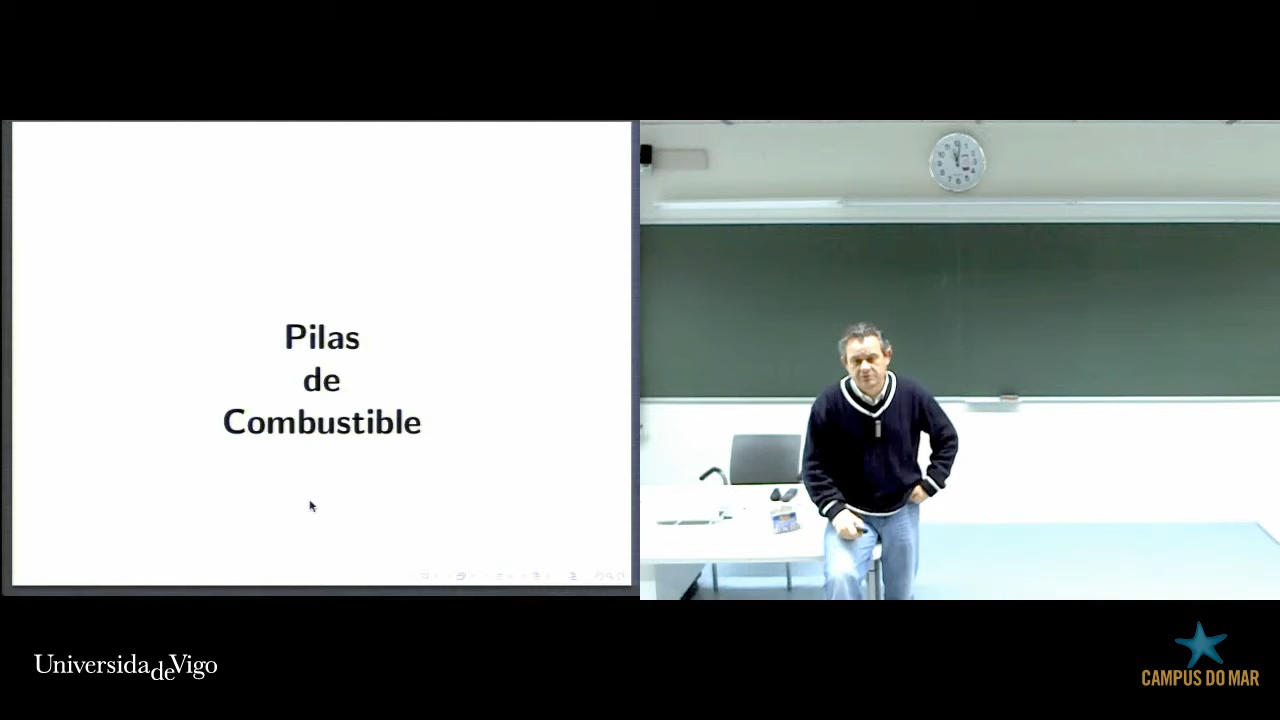 Pilas
de
Combustible
Universidade Vigo
CAMPUS DO MAR